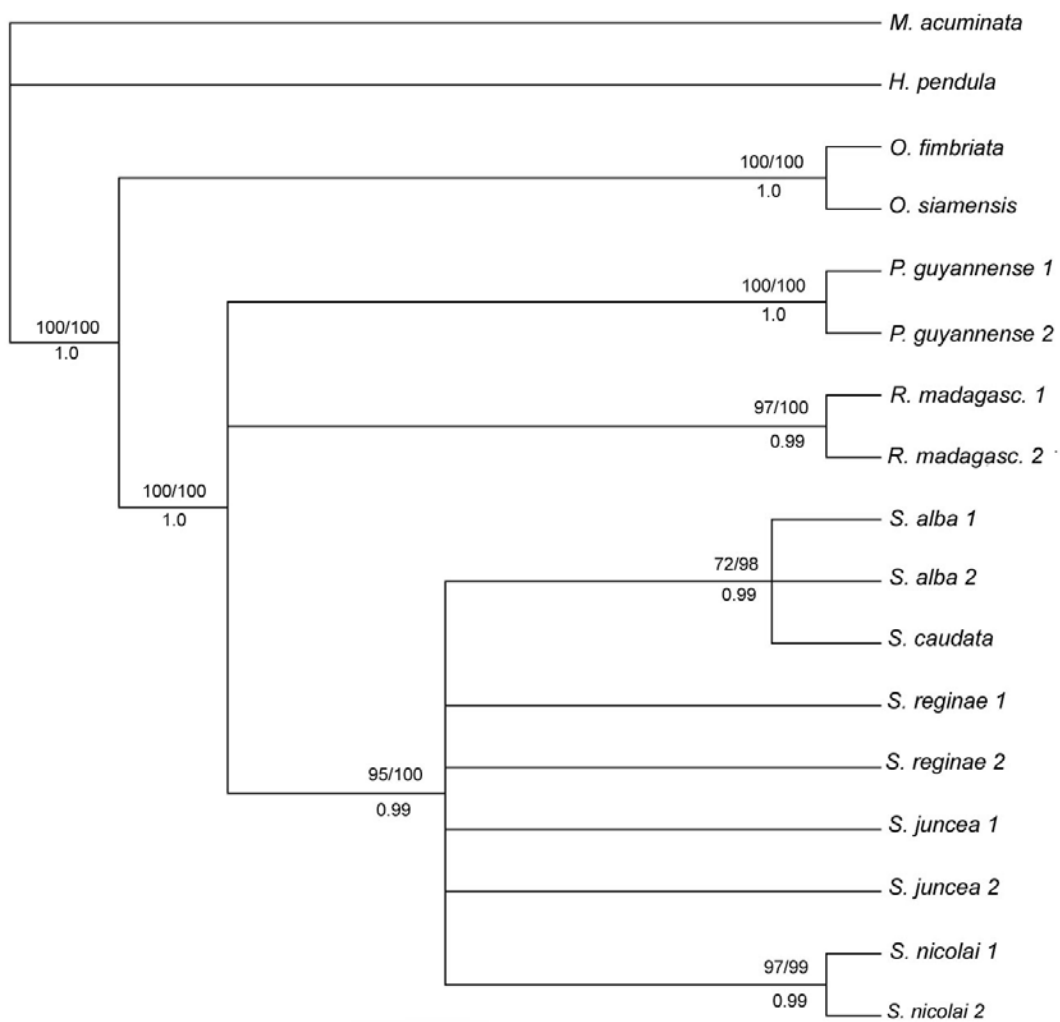 M. acuminata
H. pendula
O. fimbriata
100/100
1.0
O. siamensis
P. guyannense 1
100/100
1.0
P. guyannense 2
100/100
1.0
R. madagasc. 1
97/100
0.99
R. madagasc. 2
100/100
1.0
S. alba 1
72/98
0.99
S. alba 2
S. caudata
S. reginae 1
S. reginae 2
95/100
0.99
S. juncea 1
S. juncea 2
S. nicolai 1
97/99
0.99
S. nicolai 2